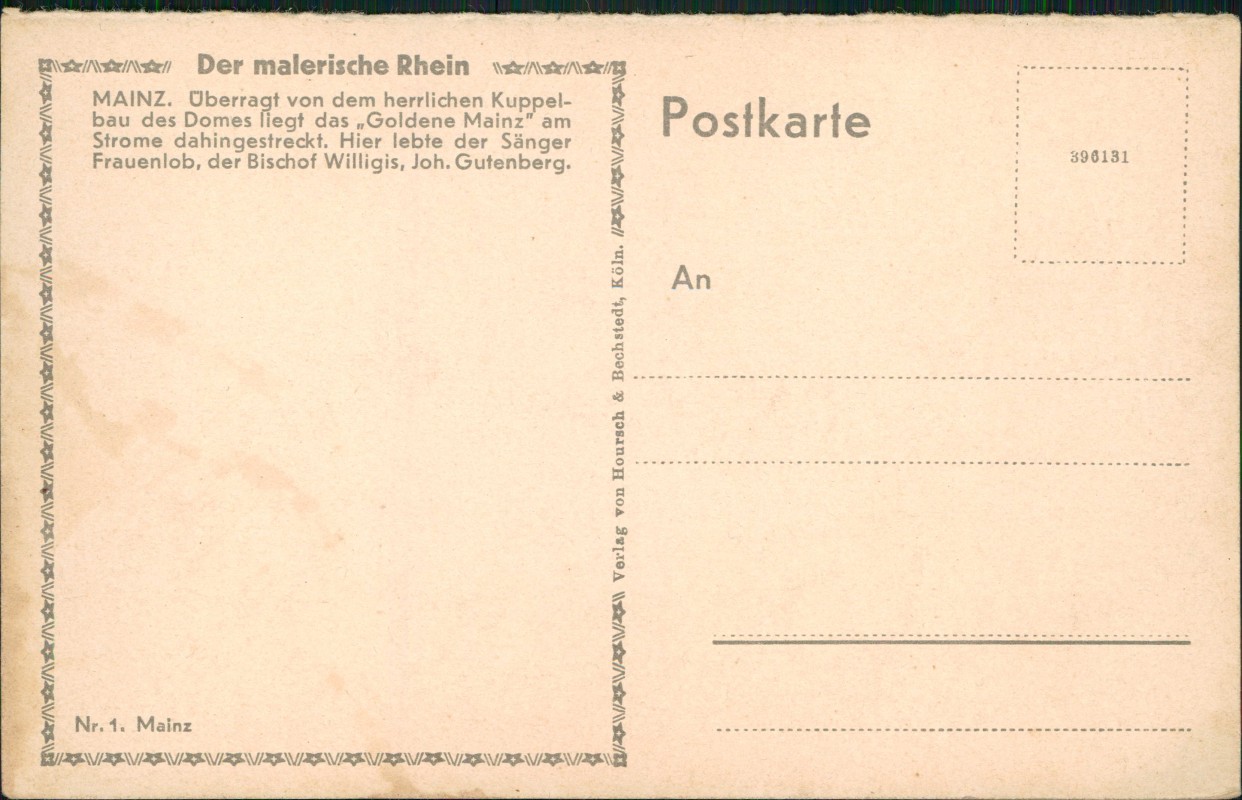 Der malerische Rhein
MAINZ. Überragt von dem herrlichen Kuppel-
bau des Domes liegt das „Goldene Mainz” am
Strome dahingestreckt. Hier lebte der Sänger
Frauenlob, der Bischof Willigis, Joh. Gutenberg.
Nr. 1. Mainz
Verlag von Hoursch & Bechstedt, Köln.
Postkarte
396131
An